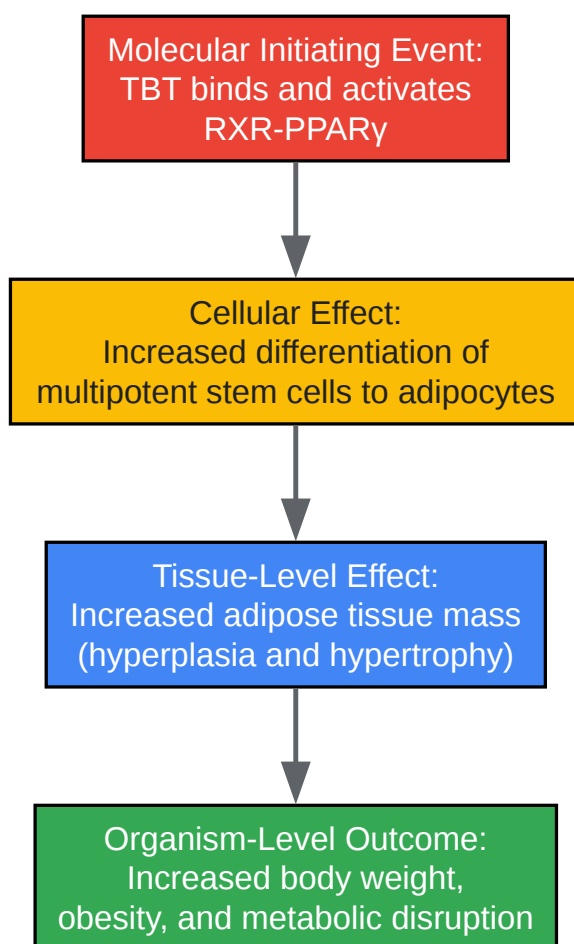 Molecular Initiating Event:
TBT binds and activates
RXR-PPARγ
Cellular Effect:
Increased differentiation of
multipotent stem cells to adipocytes
Tissue-Level Effect:
Increased adipose tissue mass
(hyperplasia and hypertrophy)
Organism-Level Outcome:
Increased body weight,
obesity, and metabolic disruption